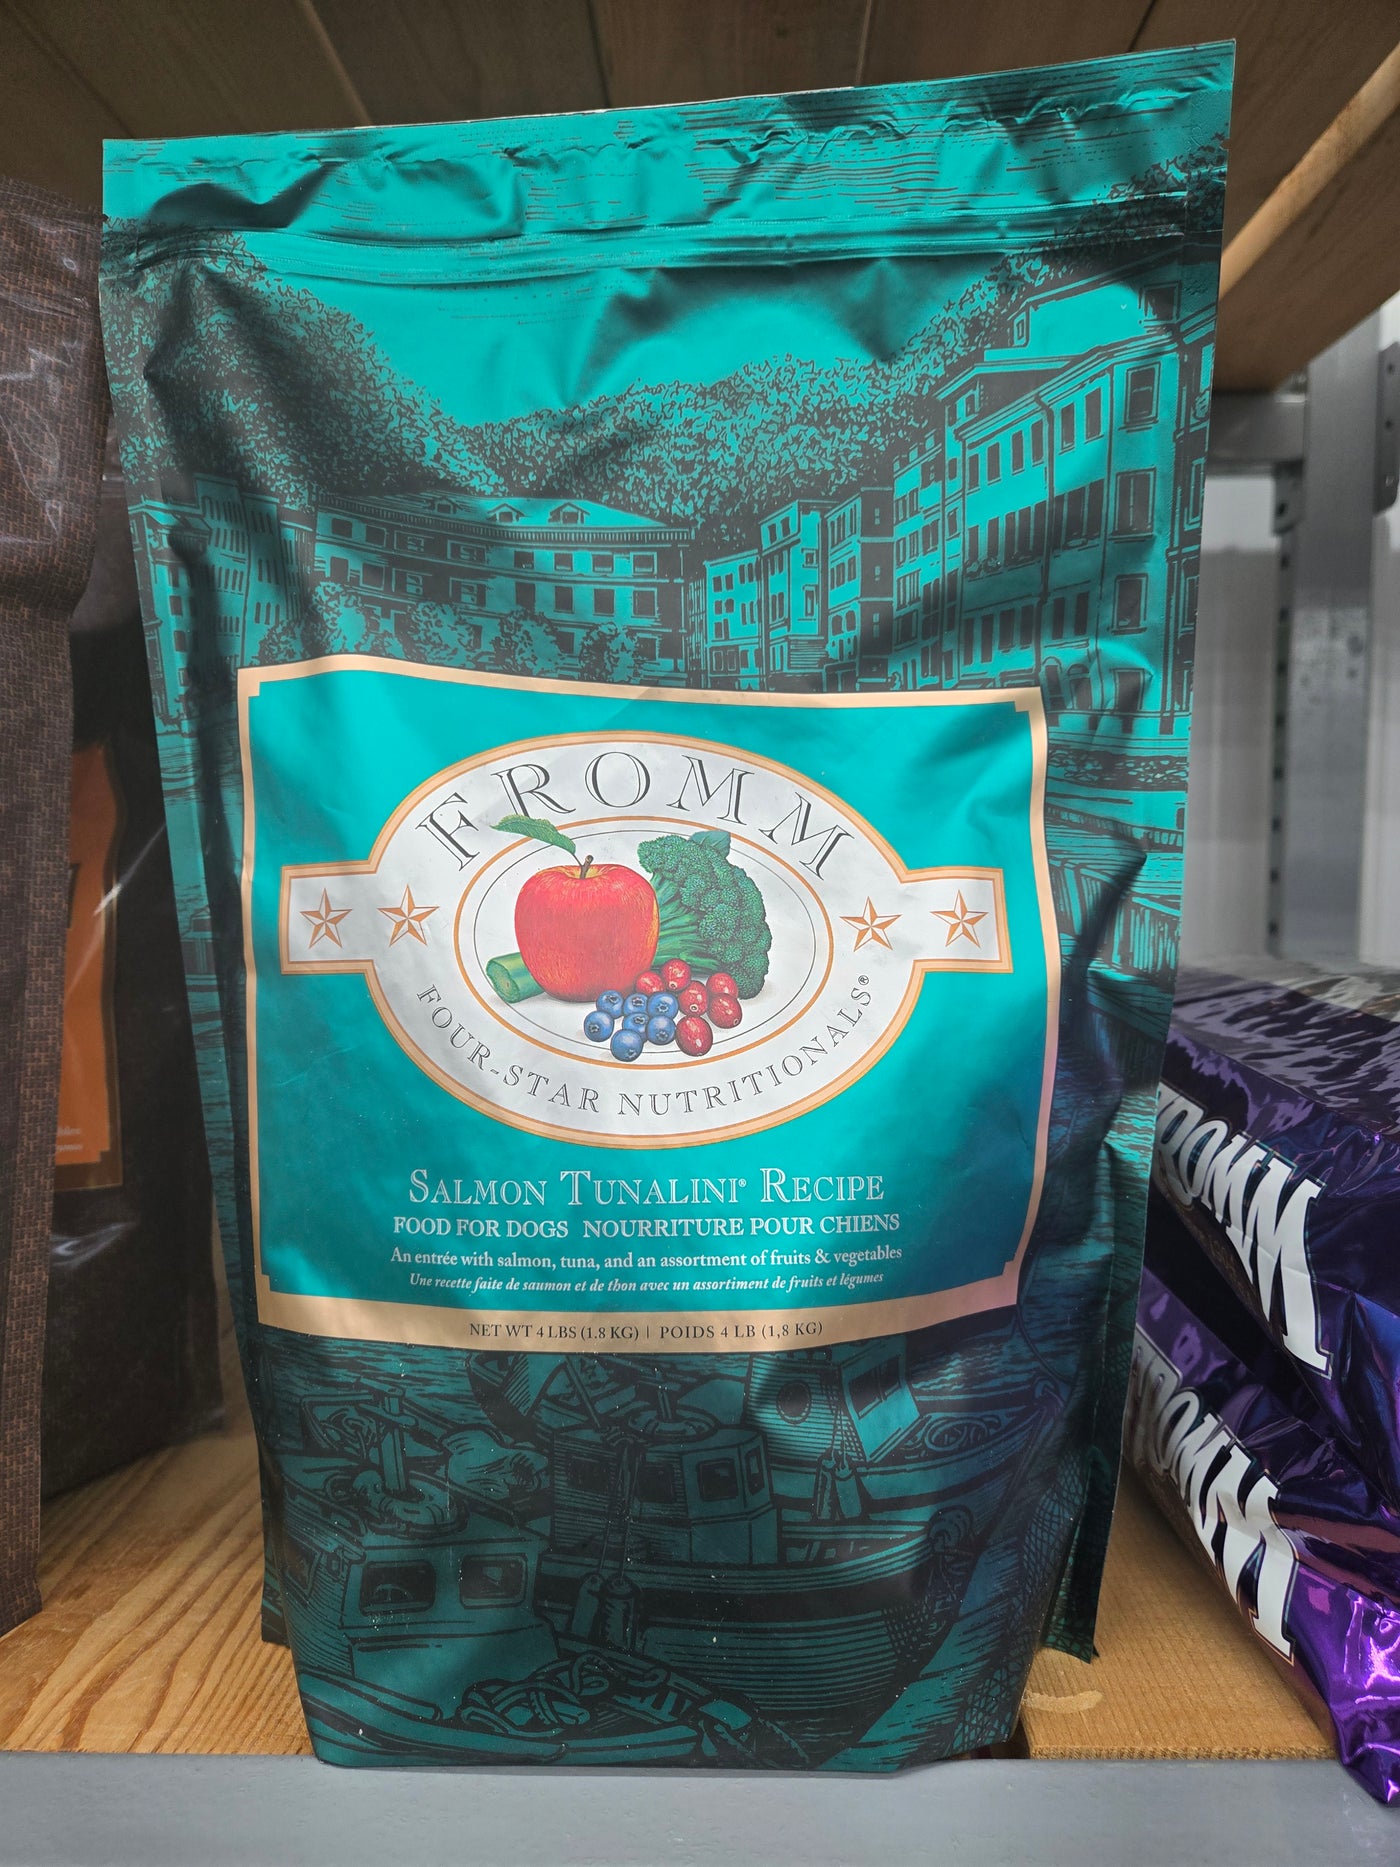 FROMM
FOUR-STAR NUTRITIONALS®
SALMON TUNALINI® RECIPE
FOOD FOR DOGS NOURRITURE POUR CHIENS
An entrée with salmon, tuna, and an assortment of fruits & vegetables
Une recette faite de saumon et de thon avec un assortiment de fruits et légumes
NET WT 4 LBS (1.8 KG) | POIDS 4 LB (1,8 KG)
FROMM
FROMM